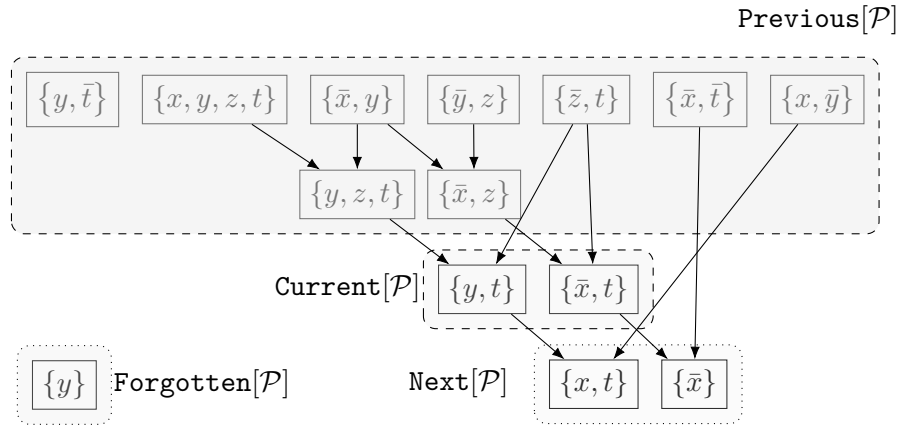 Previous[𝒫]
{y, t̄} {x, y, z, t} {x̄, y} {ȳ, z} {z̄, t} {x̄, t̄} {x, ȳ}
{y, z, t} {x̄, z}
Current[𝒫] {y, t} {x̄, t}
{y} Forgotten[𝒫] Next[𝒫] {x, t} {x̄}